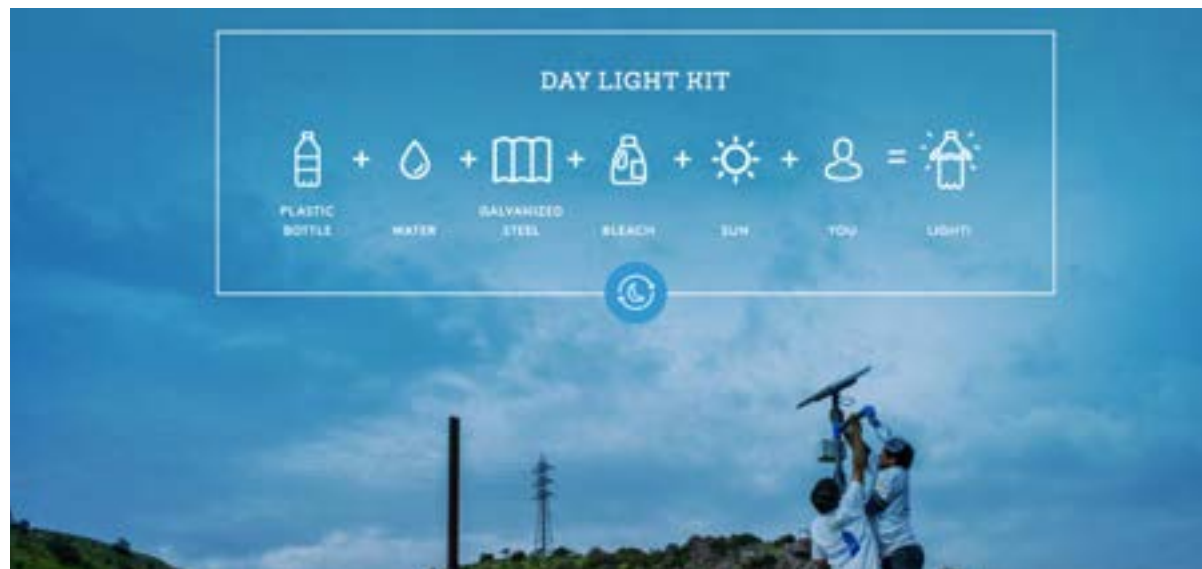 DAY LIGHT KIT
+ + + + + =
PLASTIC
BOTTLE
WATER
GALVANIZED
STEEL
BLEACH
SUN
YOU
LIGHT!